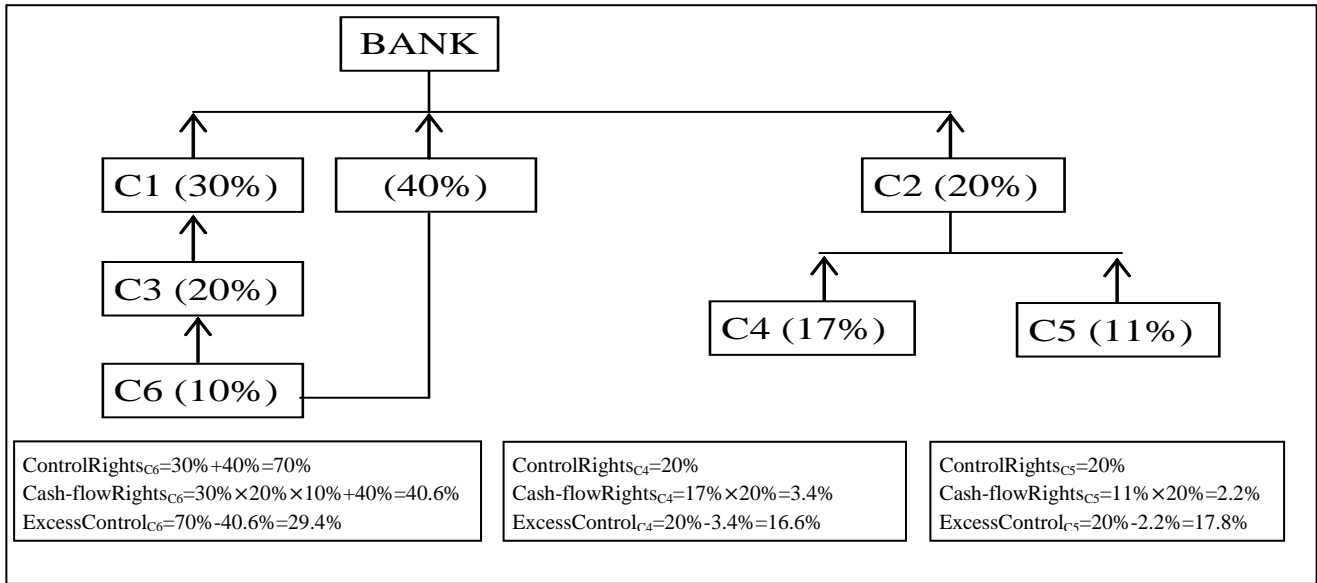 BANK
C1 (30%)
(40%)
C2 (20%)
C3 (20%)
C4 (17%)
C5 (11%)
C6 (10%)
ControlRightsC6=30%+40%=70%
Cash-flowRightsC6=30%×20%×10%+40%=40.6%
ExcessControlC6=70%-40.6%=29.4%
ControlRightsC4=20%
Cash-flowRightsC4=17%×20%=3.4%
ExcessControlC4=20%-3.4%=16.6%
ControlRightsC5=20%
Cash-flowRightsC5=11%×20%=2.2%
ExcessControlC5=20%-2.2%=17.8%